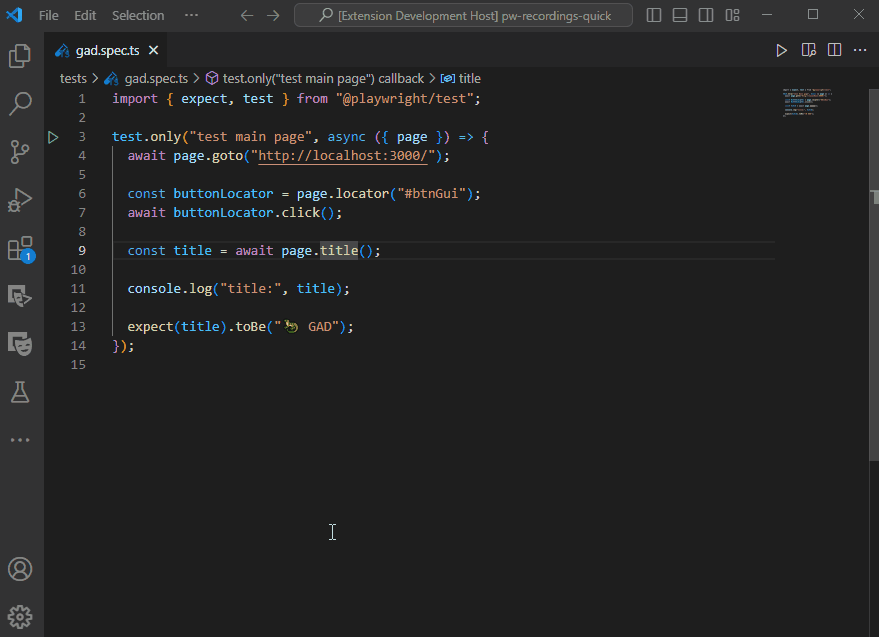 File Edit Selection ··· [Extension Development Host] pw-recordings-quick
gad.spec.ts
tests > gad.spec.ts > test.only("test main page") callback > title
1 import { expect, test } from "@playwright/test";
2
3 test.only("test main page", async ({ page }) => {
4 await page.goto("http://localhost:3000/");
5
6 const buttonLocator = page.locator("#btnGui");
7 await buttonLocator.click();
8
9 const title = await page.title();
10
11 console.log("title:", title);
12
13 expect(title).toBe("🦎 GAD");
14 });
15
1